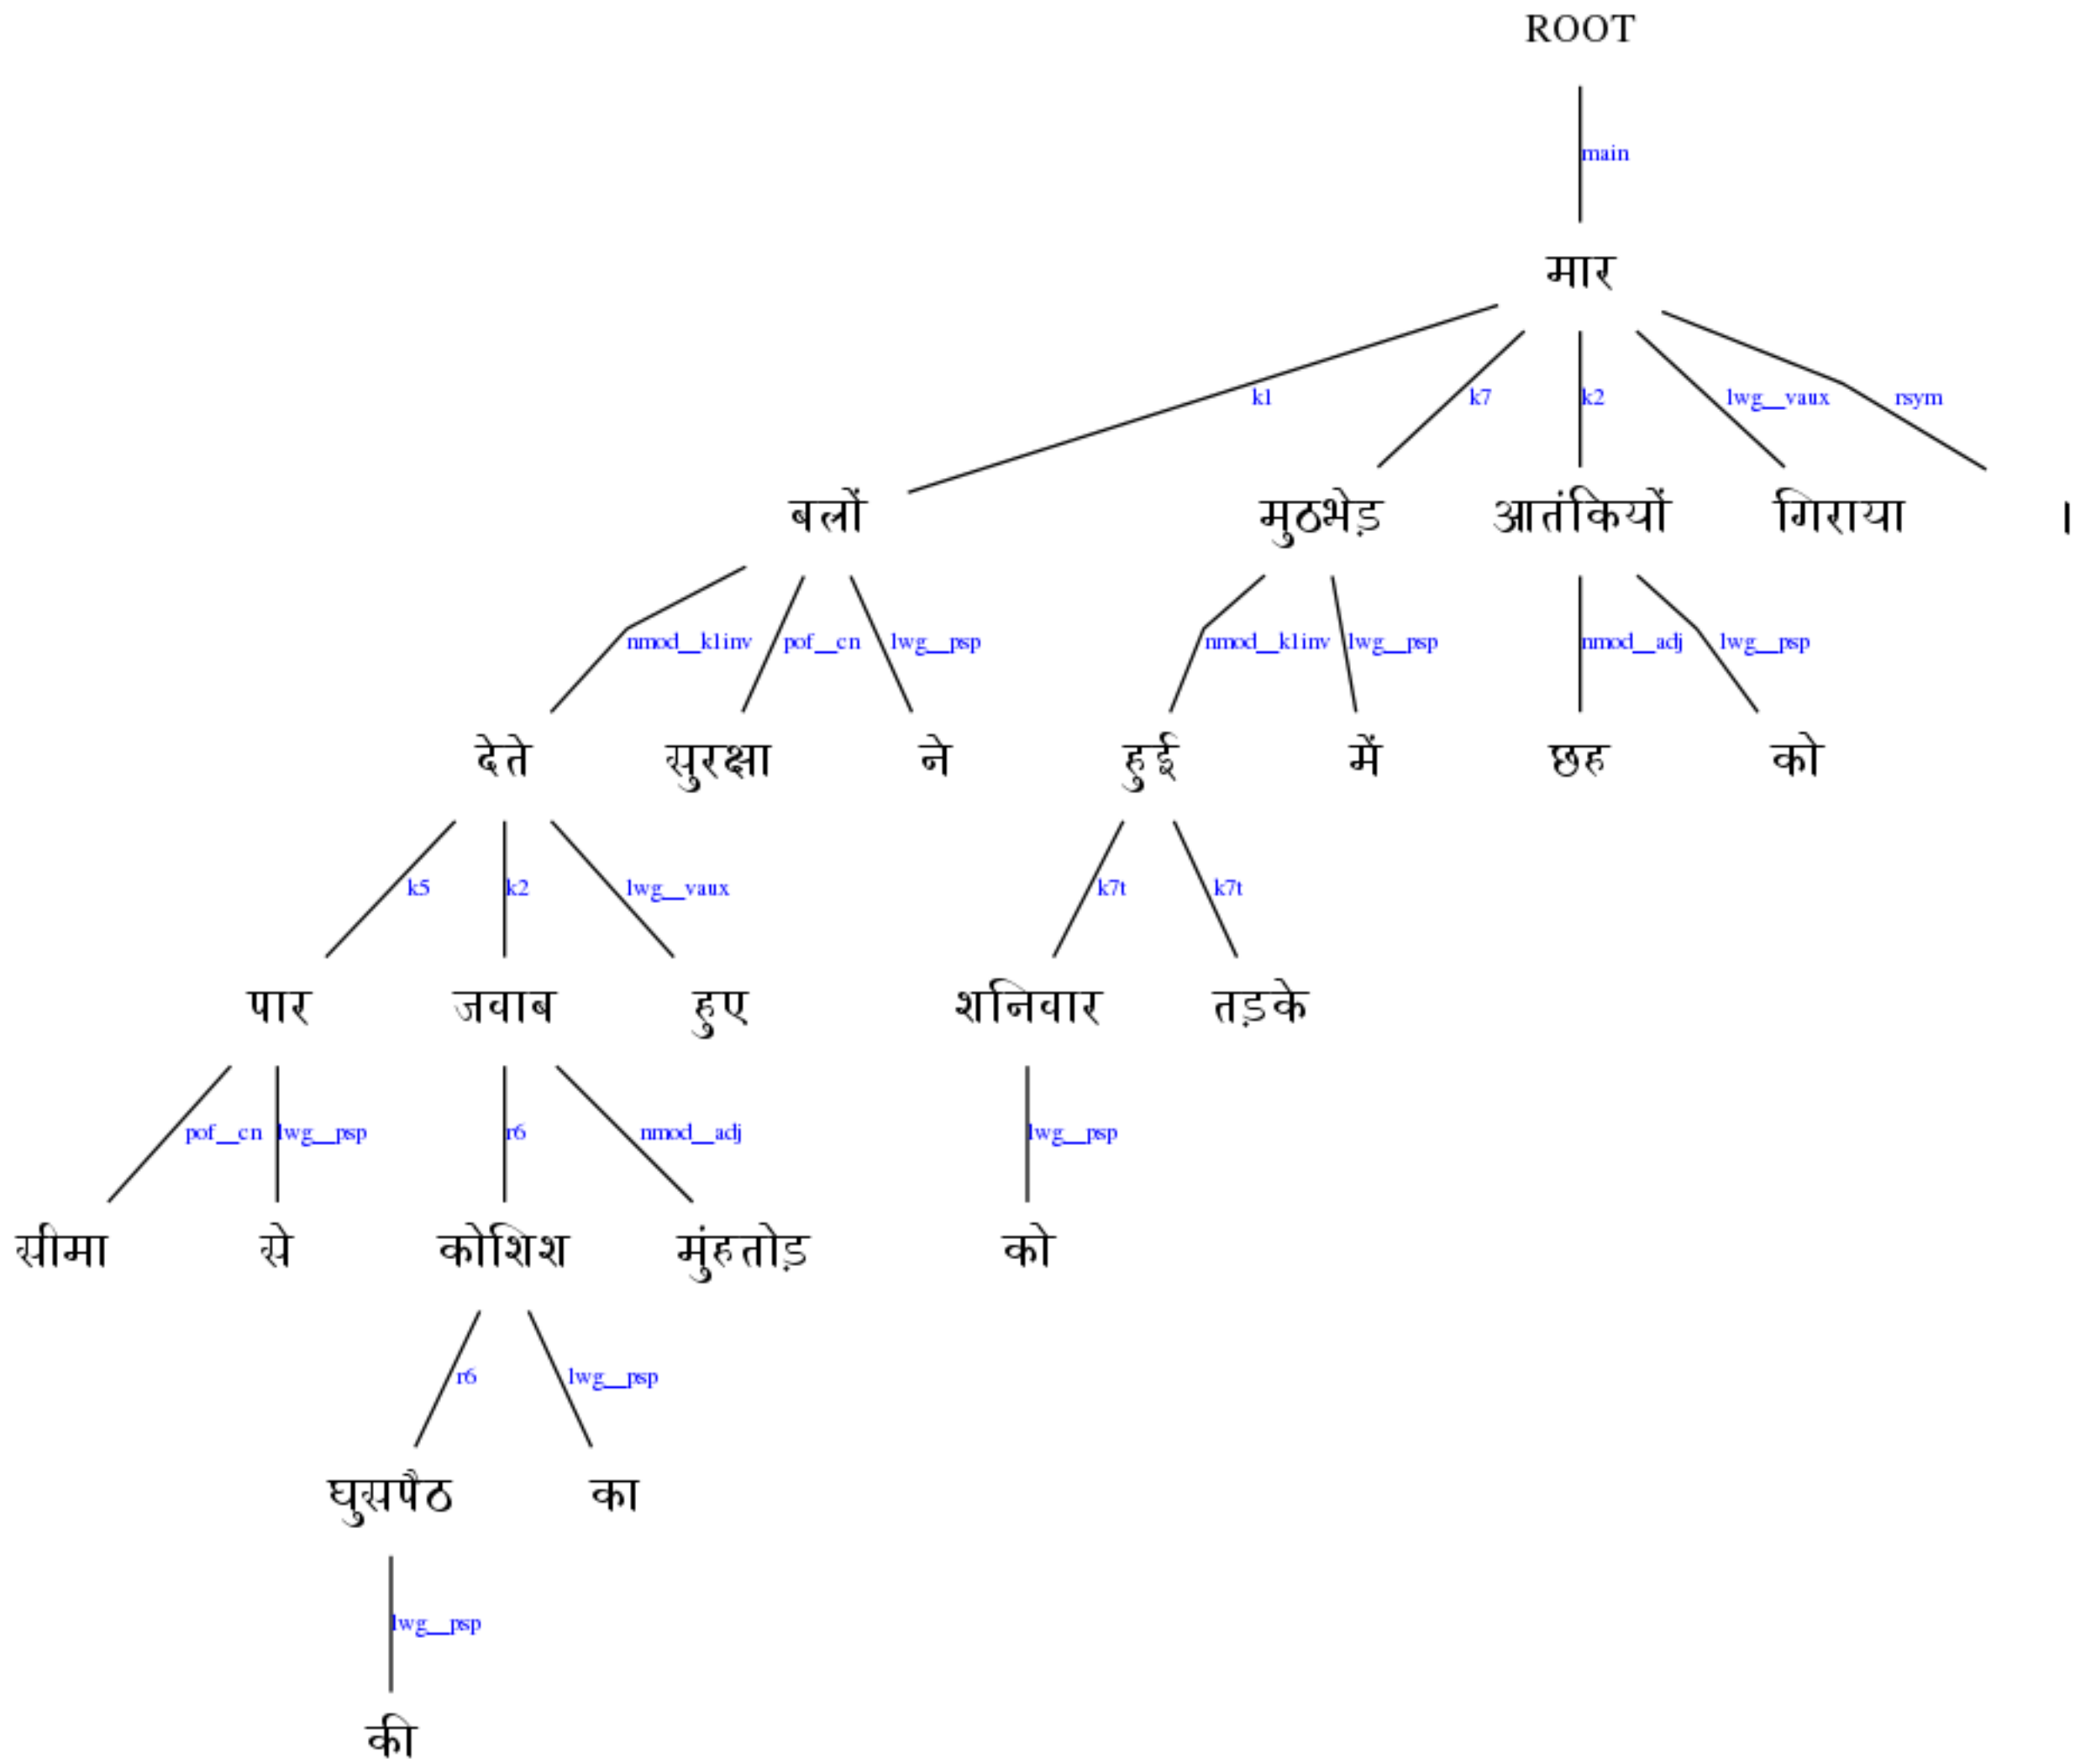 ROOT
main
मार
k1 k7 k2 lwg__vaux rsym
बलों मुठभेड़ आतंकियों गिराया ।
nmod__k1inv pof__cn lwg__psp nmod__k1inv lwg__psp nmod__adj lwg__psp
देते सुरक्षा ने हुई में छह को
k5 k2 lwg__vaux k7t k7t
पार जवाब हुए शनिवार तड़के
pof__cn lwg__psp r6 nmod__adj lwg__psp
सीमा से कोशिश मुंहतोड़ को
r6 lwg__psp
घुसपैठ का
lwg__psp
की